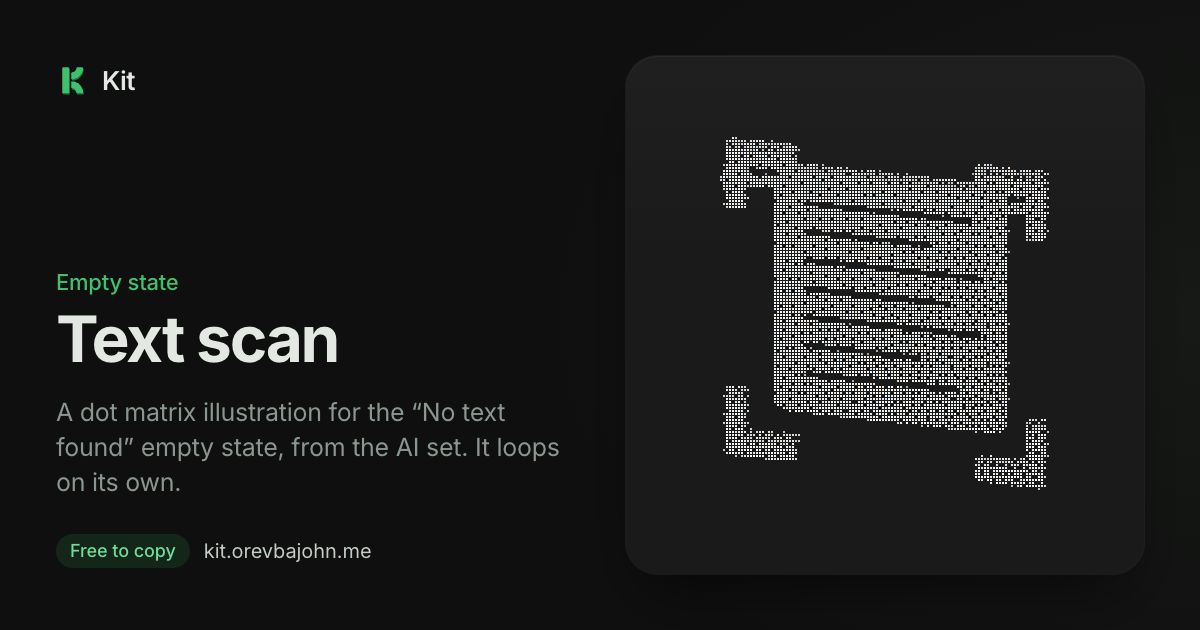 Kit
Empty state
Text scan
A dot matrix illustration for the “No text
found” empty state, from the AI set. It loops
on its own.
Free to copy
kit.orevbajohn.me